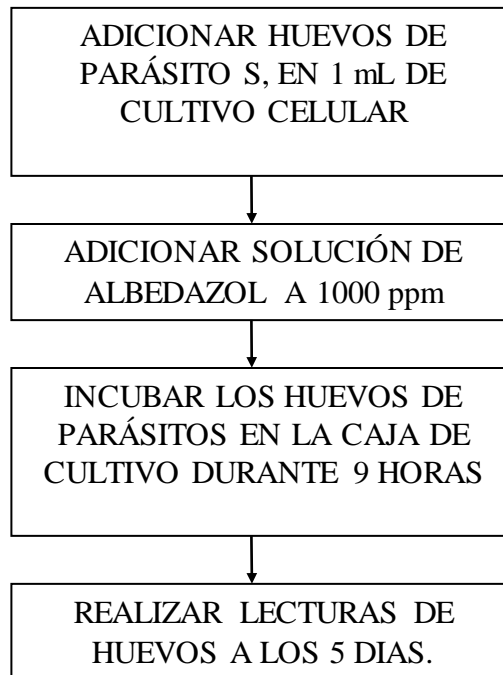 ADICIONAR HUEVOS DE
PARÁSITO S, EN 1 mL DE
CULTIVO CELULAR
ADICIONAR SOLUCIÓN DE
ALBEDAZOL A 1000 ppm
INCUBAR LOS HUEVOS DE
PARÁSITOS EN LA CAJA DE
CULTIVO DURANTE 9 HORAS
REALIZAR LECTURAS DE
HUEVOS A LOS 5 DIAS.